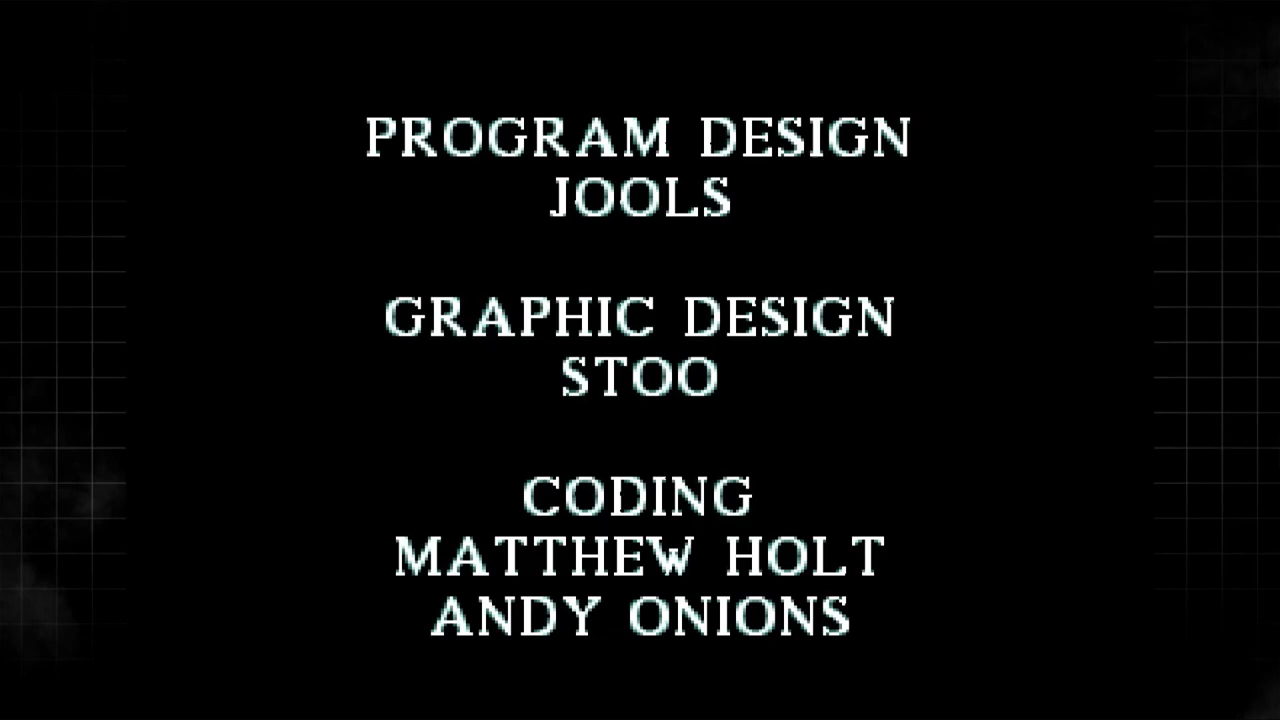 PROGRAM DESIGN
JOOLS
GRAPHIC DESIGN
STOO
CODING
MATTHEW HOLT
ANDY ONIONS